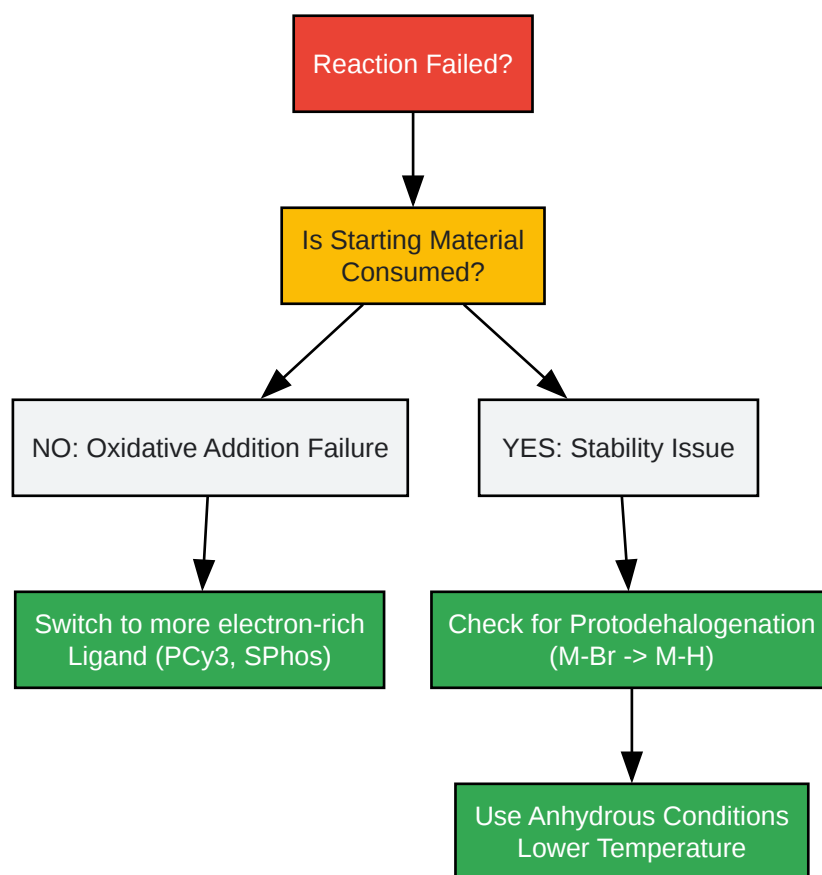 Reaction Failed?
Is Starting Material
Consumed?
NO: Oxidative Addition Failure
YES: Stability Issue
Switch to more electron-rich
Ligand (PCy3, SPhos)
Check for Protodehalogenation
(M-Br -> M-H)
Use Anhydrous Conditions
Lower Temperature